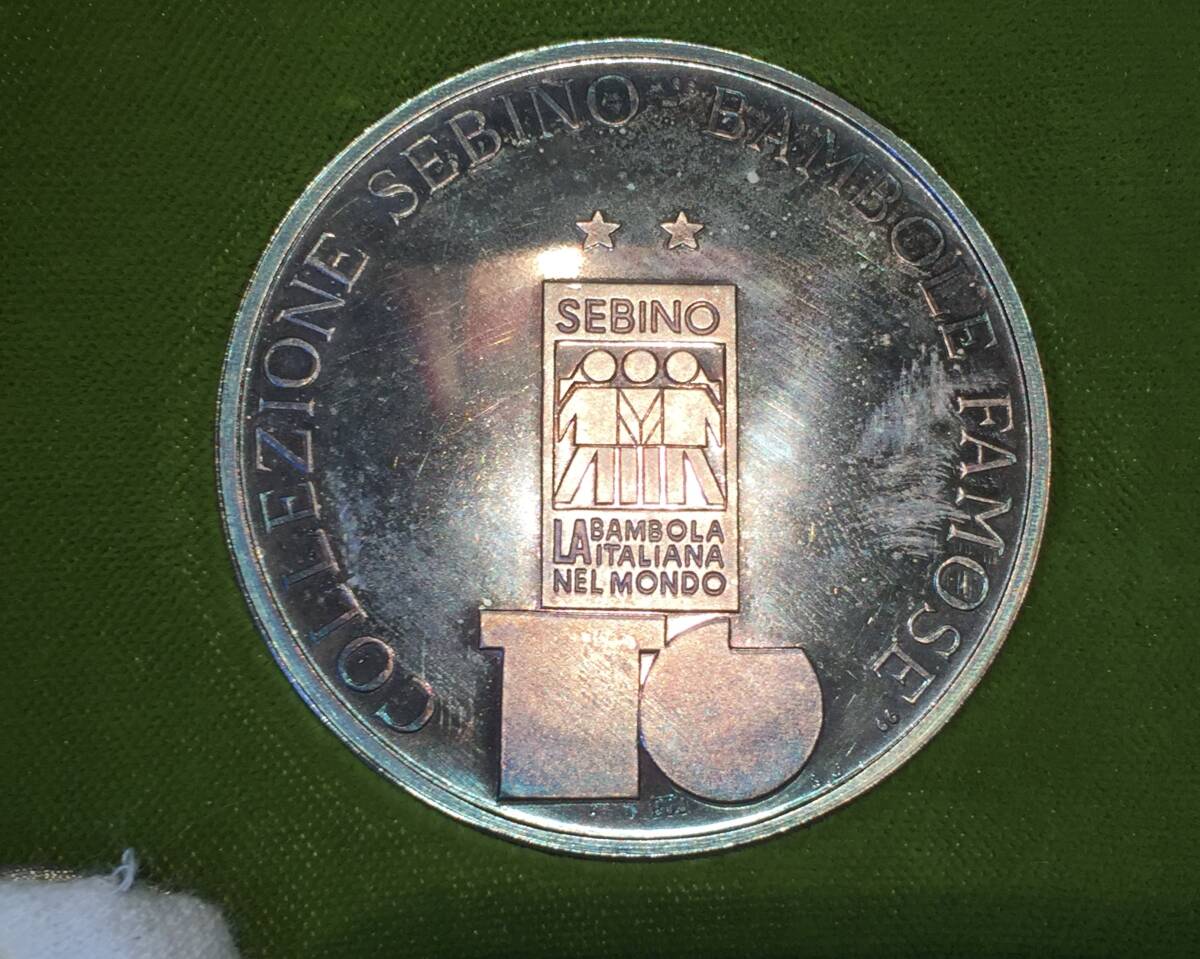 COLLEZIONE SEBINO "BAMBOLE FAMOSE"
SEBINO
LA BAMBOLA
ITALIANA
NEL MONDO